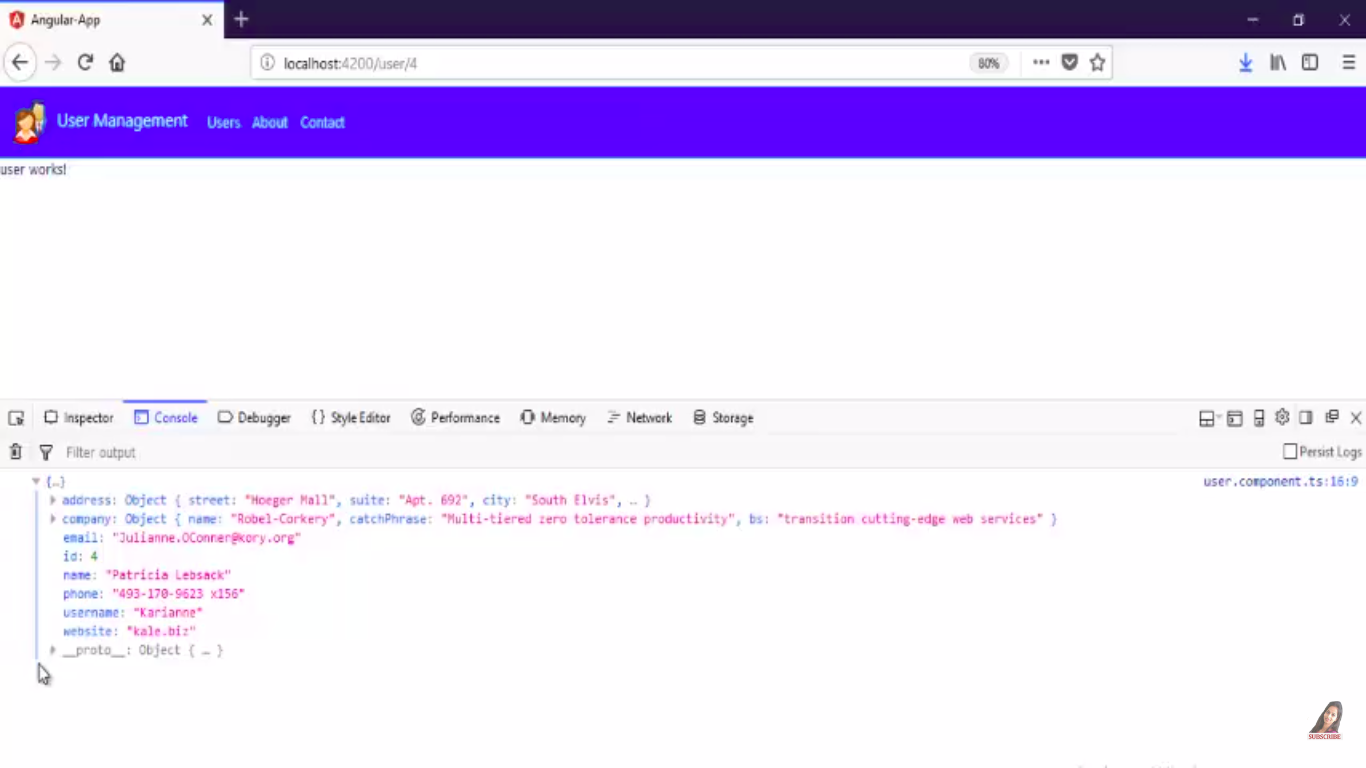 Angular-App
localhost:4200/user/4 80%
User Management Users About Contact
user works!
Inspector Console Debugger {} Style Editor Performance Memory Network Storage
Filter output Persist Logs
{…} user.component.ts:16:9
address: Object { street: "Hoeger Mall", suite: "Apt. 692", city: "South Elvis", … }
company: Object { name: "Robel-Corkery", catchPhrase: "Multi-tiered zero tolerance productivity", bs: "transition cutting-edge web services" }
email: "Julianne.OConner@kory.org"
id: 4
name: "Patricia Lebsack"
phone: "493-170-9623 x156"
username: "Karianne"
website: "kale.biz"
__proto__: Object { … }
SUBSCRIBE